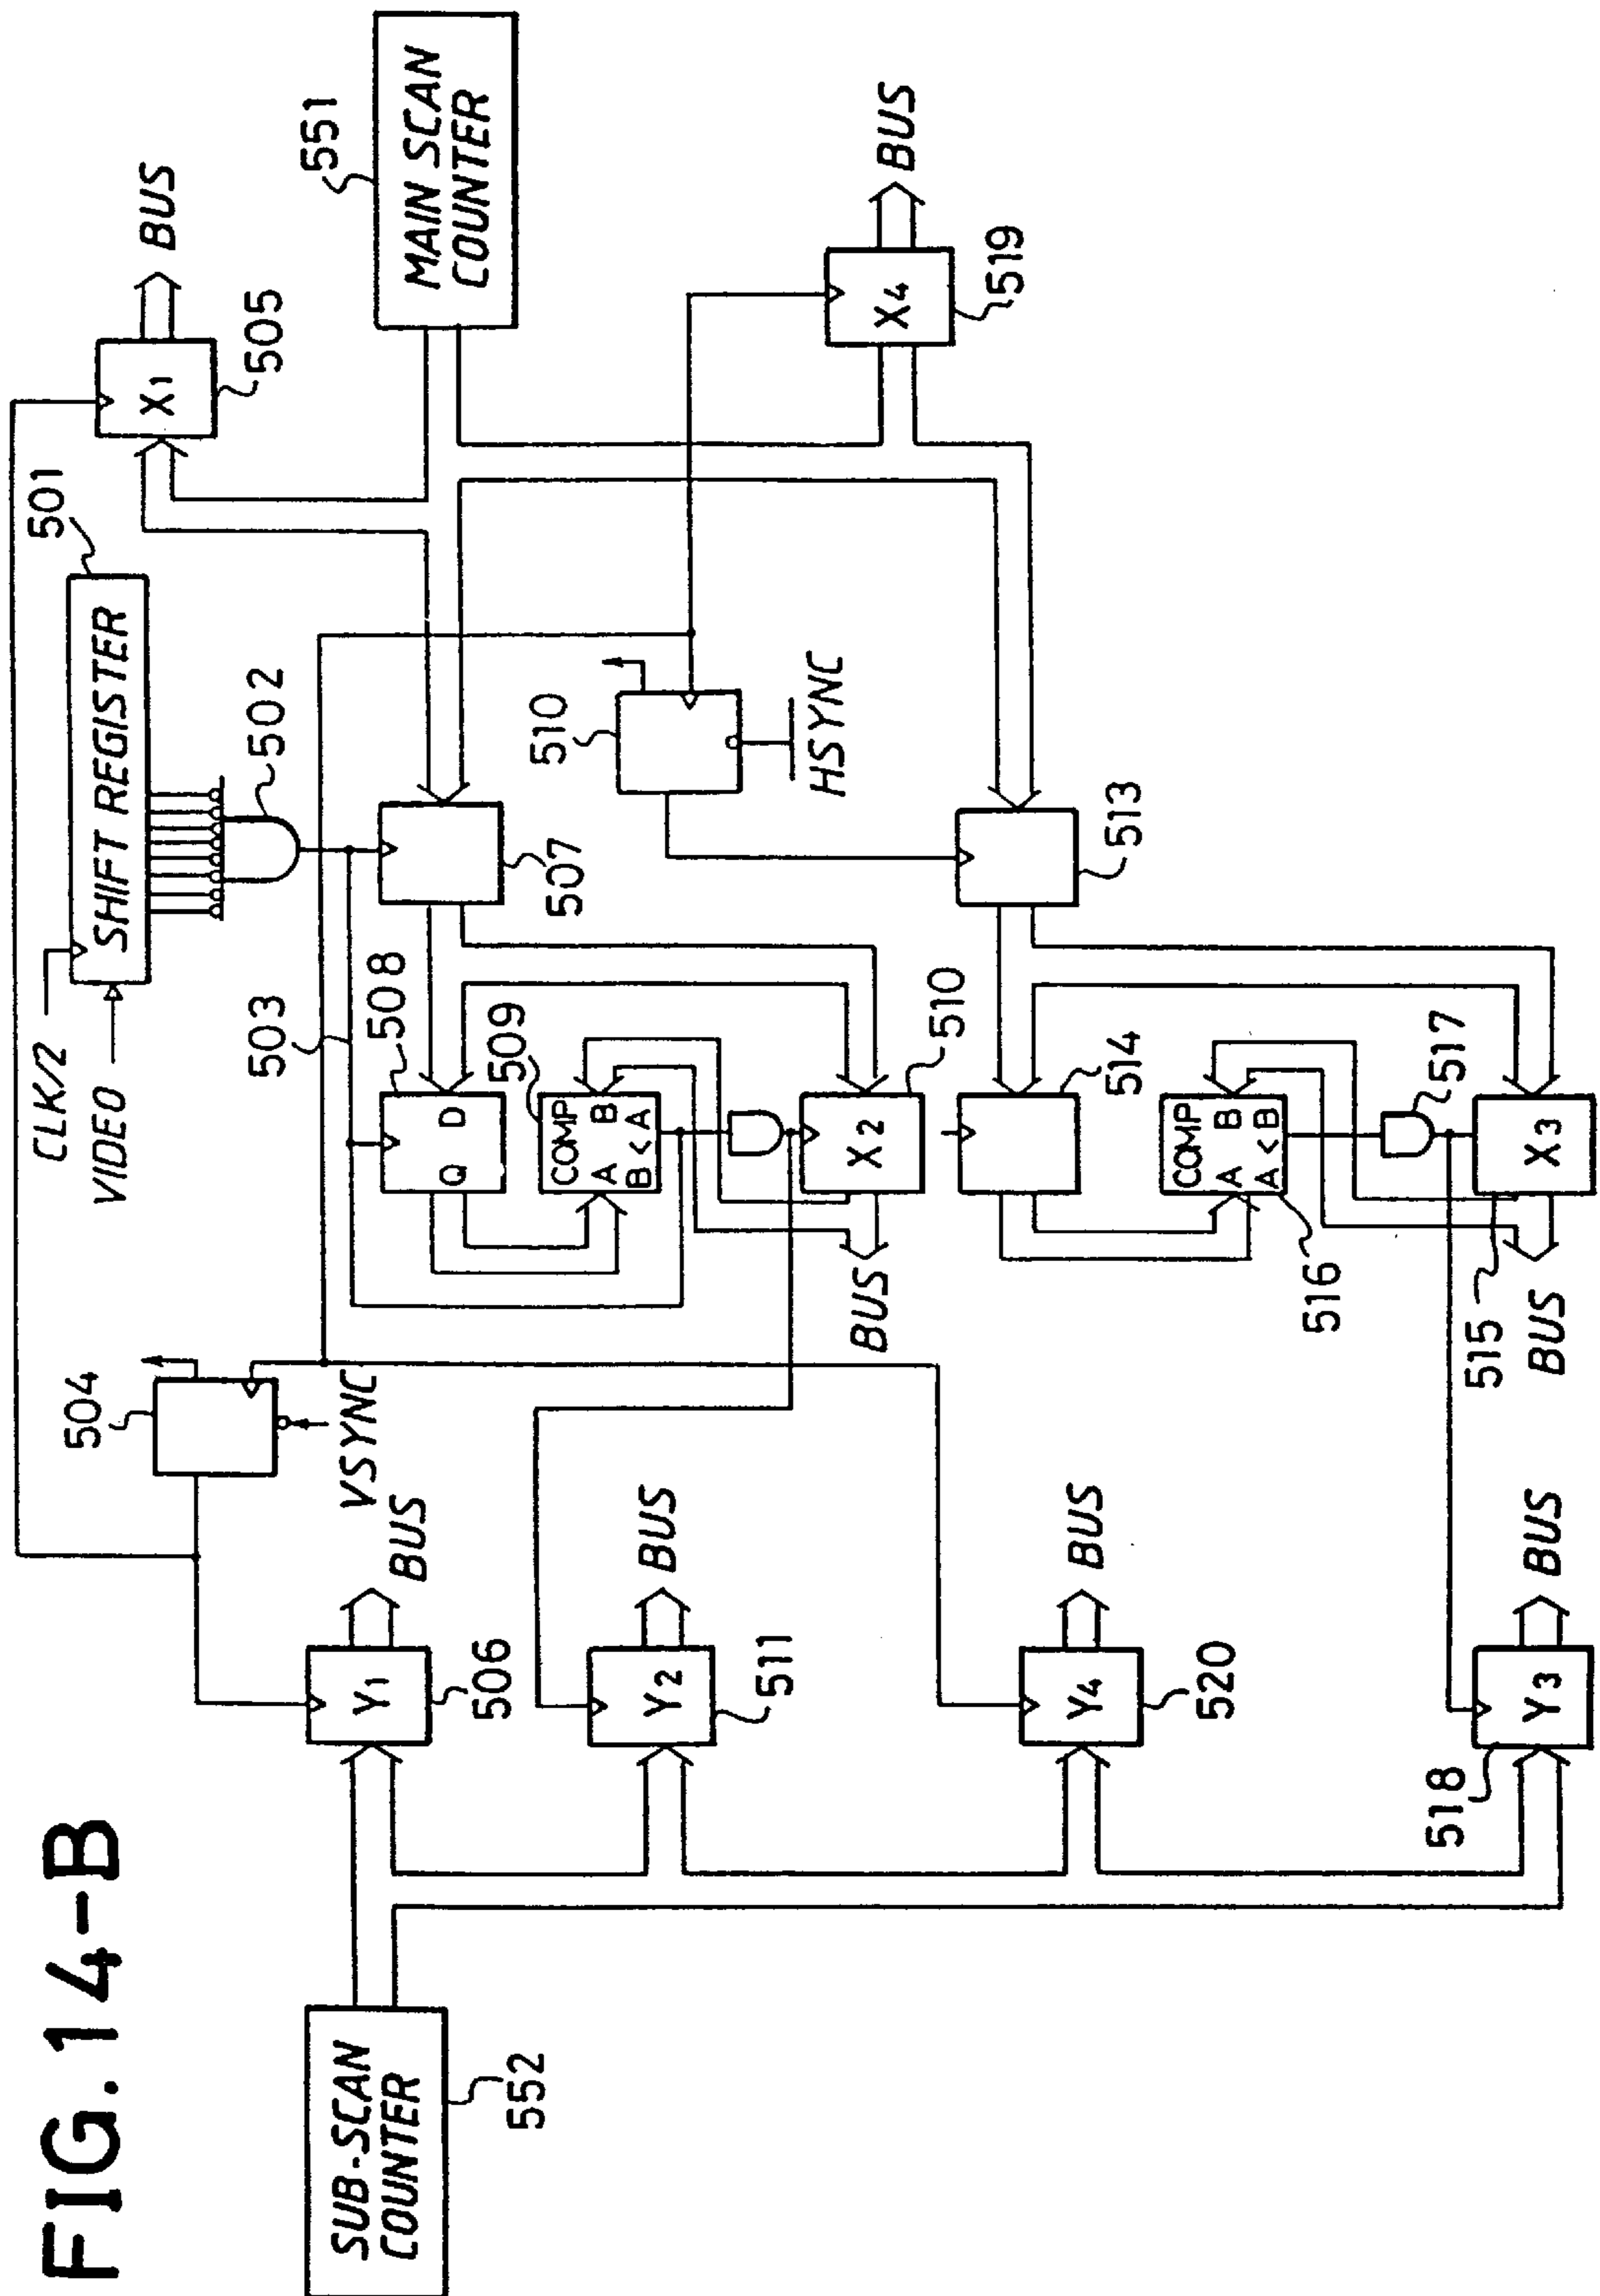 FIG. 14-B
CLK/2
VIDEO
SHIFT REGISTER
501
502
503
504
VSYNC
X1
BUS
505
MAIN SCAN
COUNTER
551
507
508
D
Q
509
COMP
A B
B < A
X2
510
BUS
510
HSYNC
513
514
COMP
A B
A < B
516
517
X3
515
BUS
X4
BUS
519
SUB-SCAN
COUNTER
552
Y1
BUS
506
Y2
BUS
511
Y4
BUS
520
Y3
BUS
518